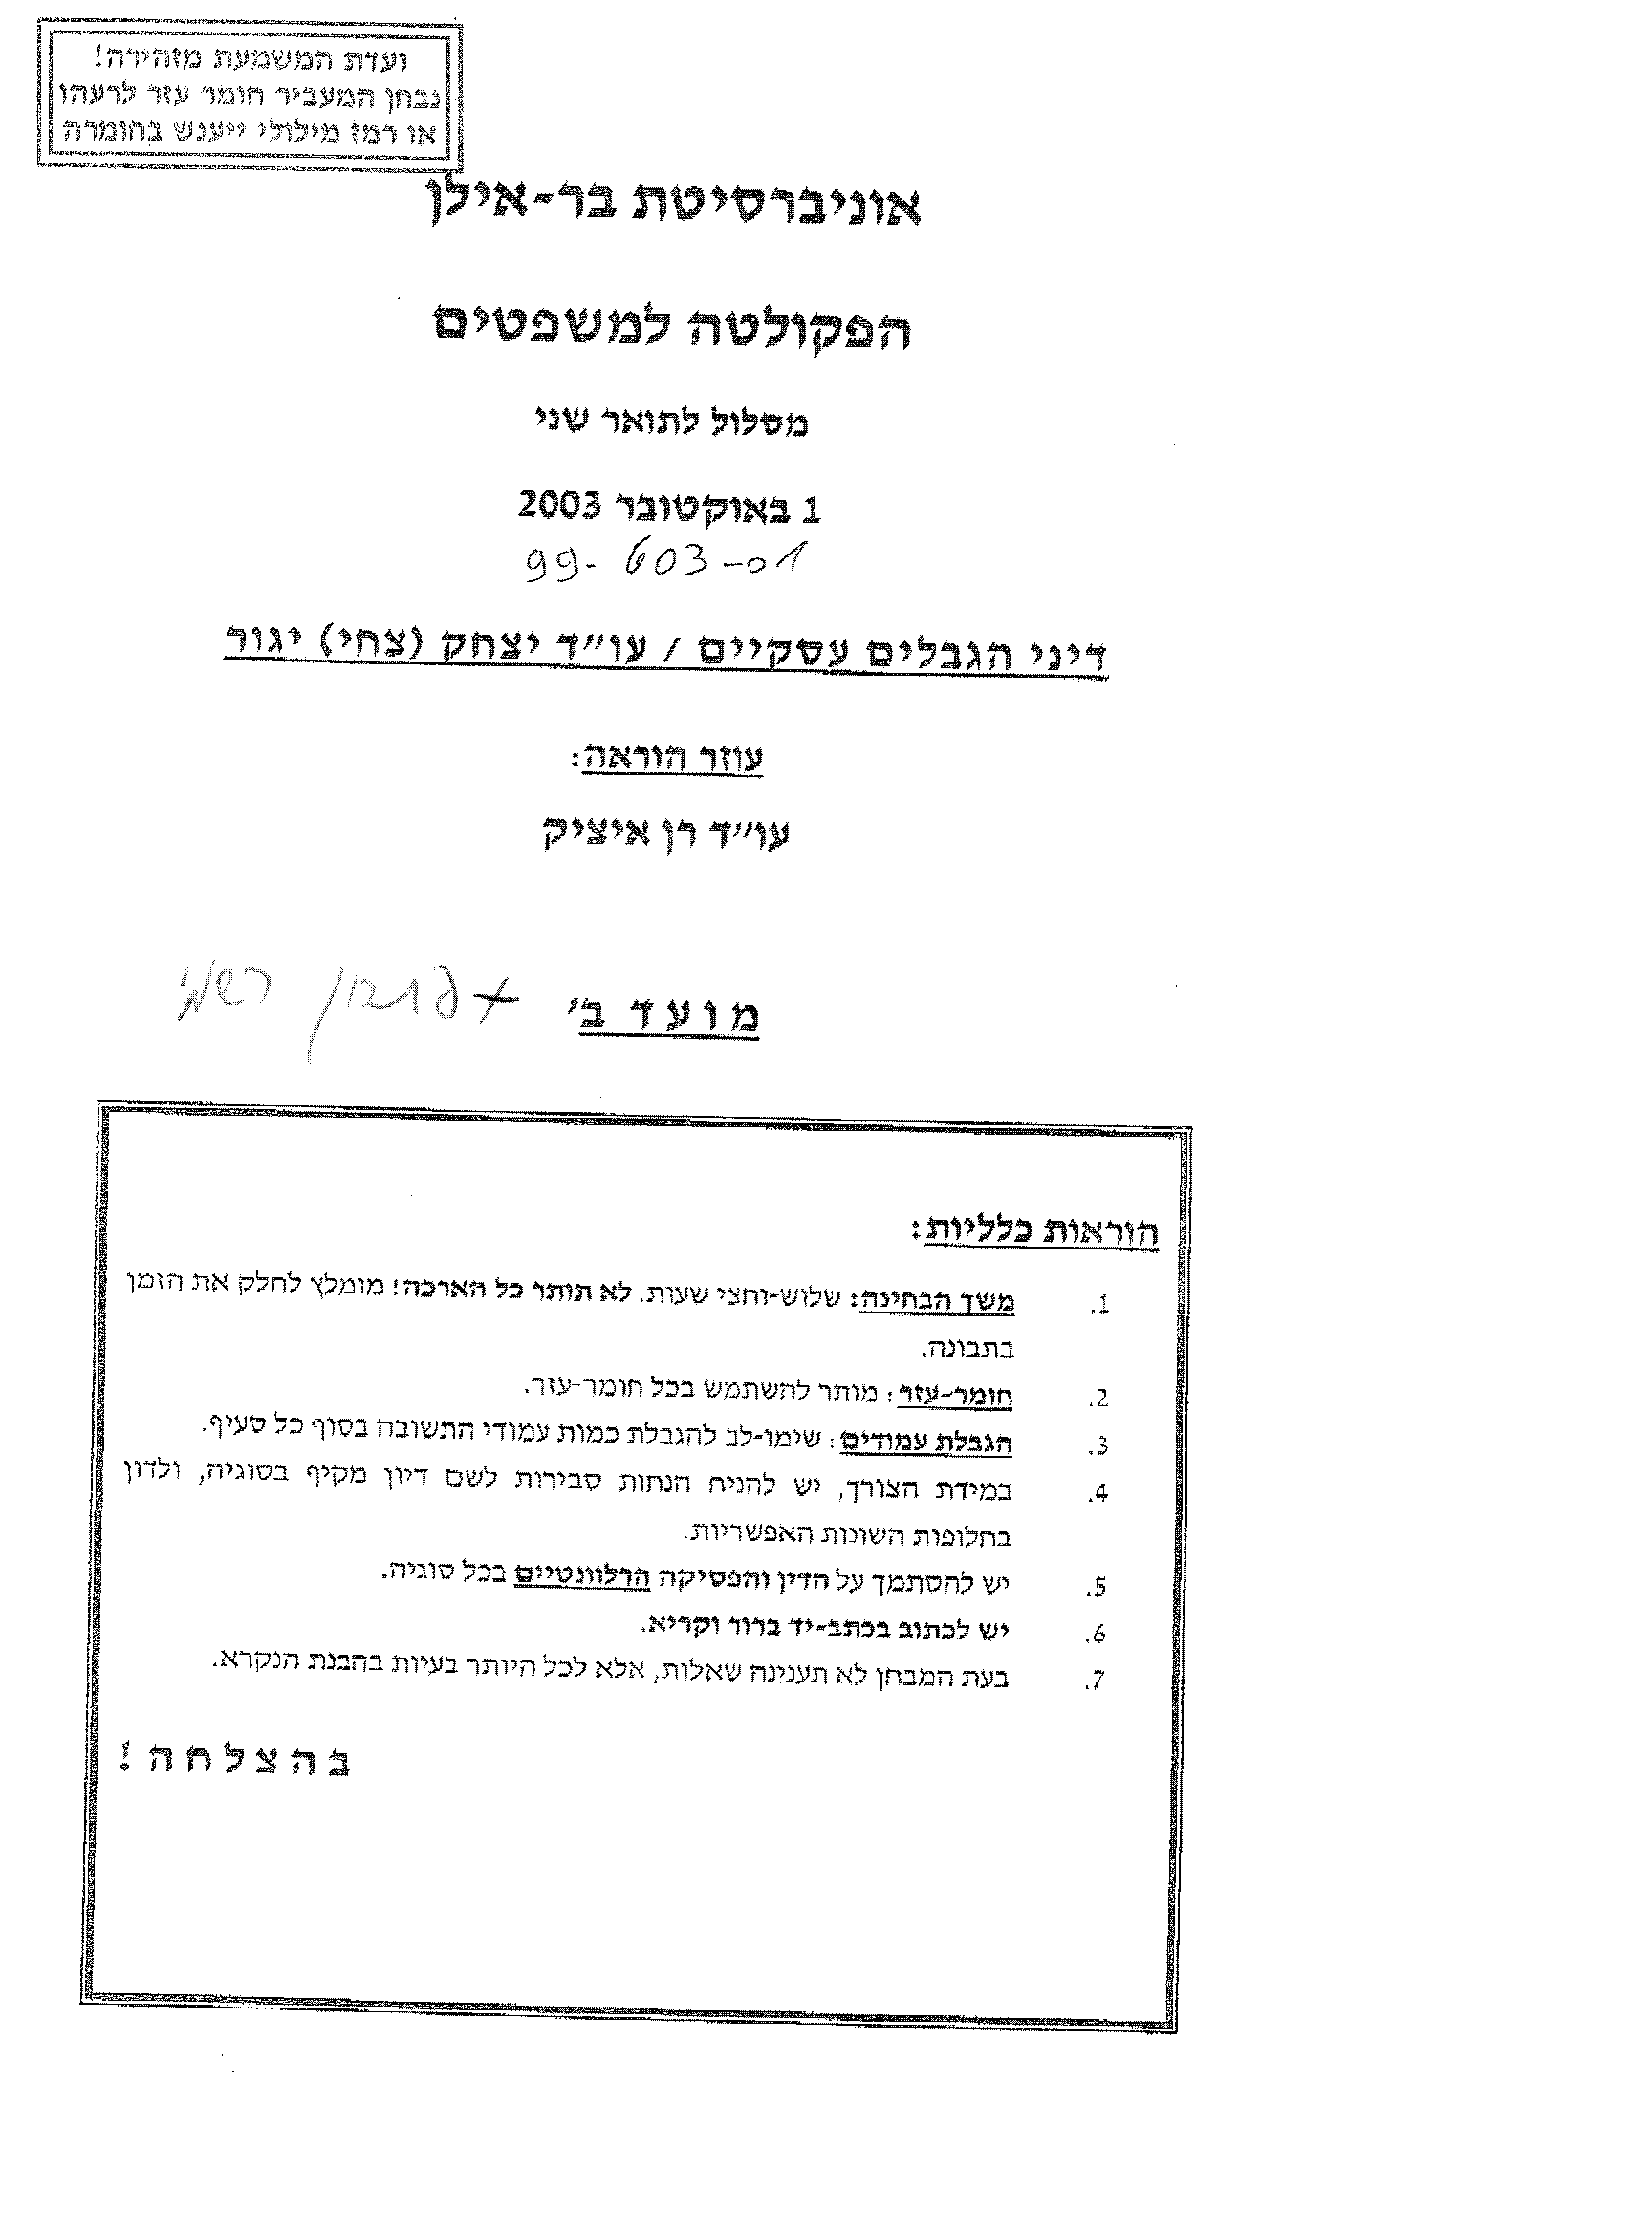 ועדת המשמעת מזהירה!
נבחן המעביר חומר עזר לרעהו
או רמז מילולי ייענש בחומרה
אוניברסיטת בר-אילן
הפקולטה למשפטים
מסלול לתואר שני
1 באוקטובר 2003
99-603-01
דיני הגבלים עסקיים / עו"ד יצחק (צחי) יגור
עוזר הוראה:
עו"ד רן איציק
מועד ב' + פתרון רשמי
הוראות כלליות:
1. משך הבחינה: שלוש-וחצי שעות. לא תותר כל הארכה! מומלץ לחלק את הזמן
בתבונה.
2. חומר-עזר: מותר להשתמש בכל חומר-עזר.
3. הגבלת עמודים: שימו-לב להגבלת כמות עמודי התשובה בסוף כל סעיף.
4. במידת הצורך, יש להניח הנחות סבירות לשם דיון מקיף בסוגיה, ולדון
בחלופות השונות האפשריות.
5. יש להסתמך על הדין והפסיקה הרלוונטיים בכל סוגיה.
6. יש לכתוב בכתב-יד ברור וקריא.
7. בעת המבחן לא תענינה שאלות, אלא לכל היותר בעיות בהבנת הנקרא.
בהצלחה!